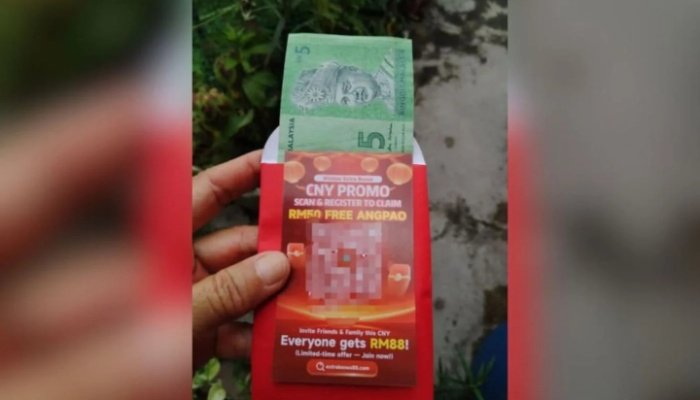 RM5
MALAYSIA
5
CNY PROMO
SCAN & REGISTER TO CLAIM
RM50 FREE ANGPAO
Invite Friends & Family this CNY
Everyone gets RM88!
(Limited-time offer — Join now!)